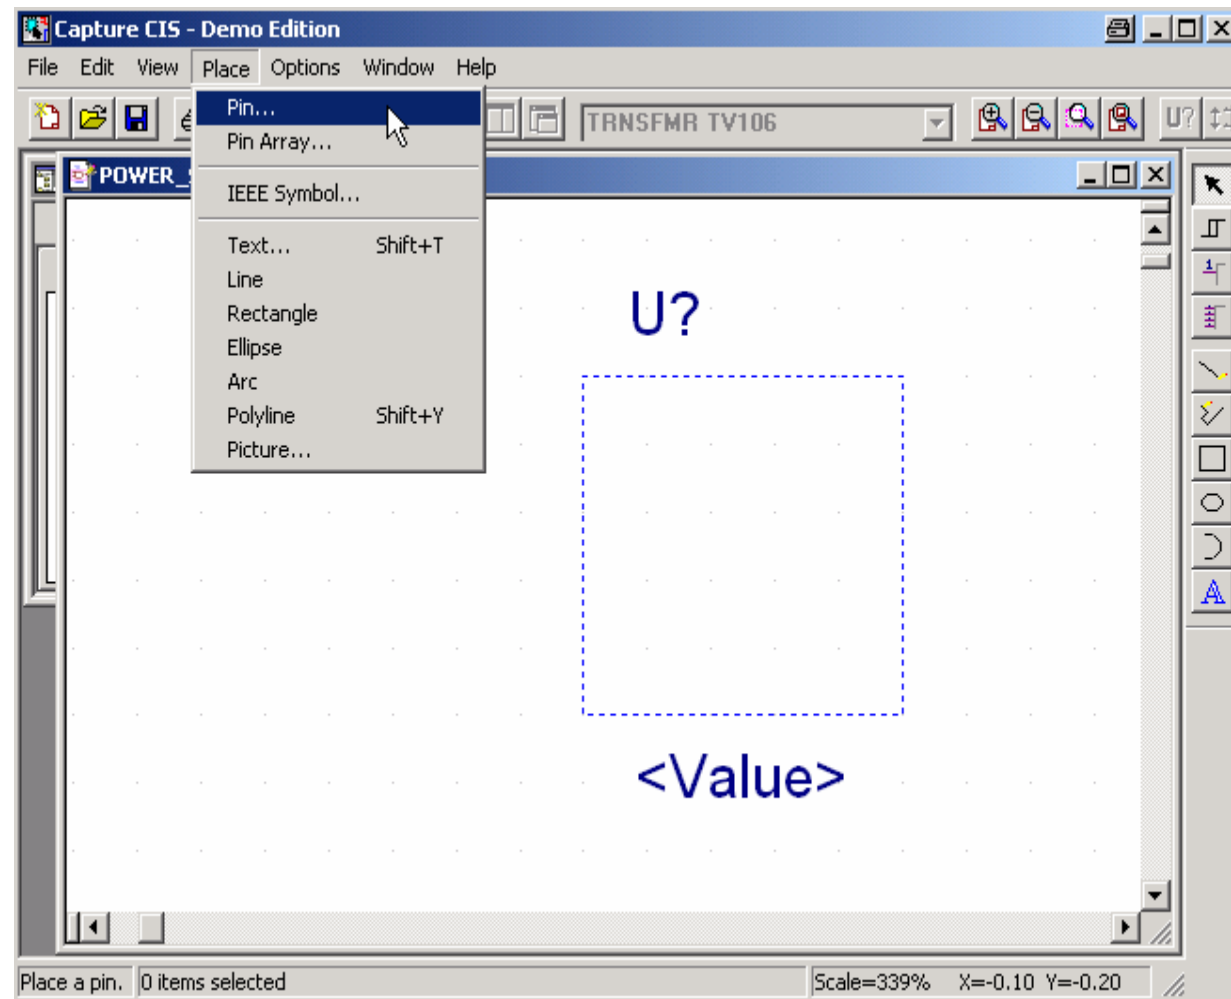 Capture CIS - Demo Edition
File Edit View Place Options Window Help
TRNSFMR TV106
U?
POWER_
Pin...
Pin Array...
IEEE Symbol...
Text... Shift+T
Line
Rectangle
Ellipse
Arc
Polyline Shift+Y
Picture...
U?
<Value>
1
A
Place a pin. 0 items selected Scale=339% X=-0.10 Y=-0.20